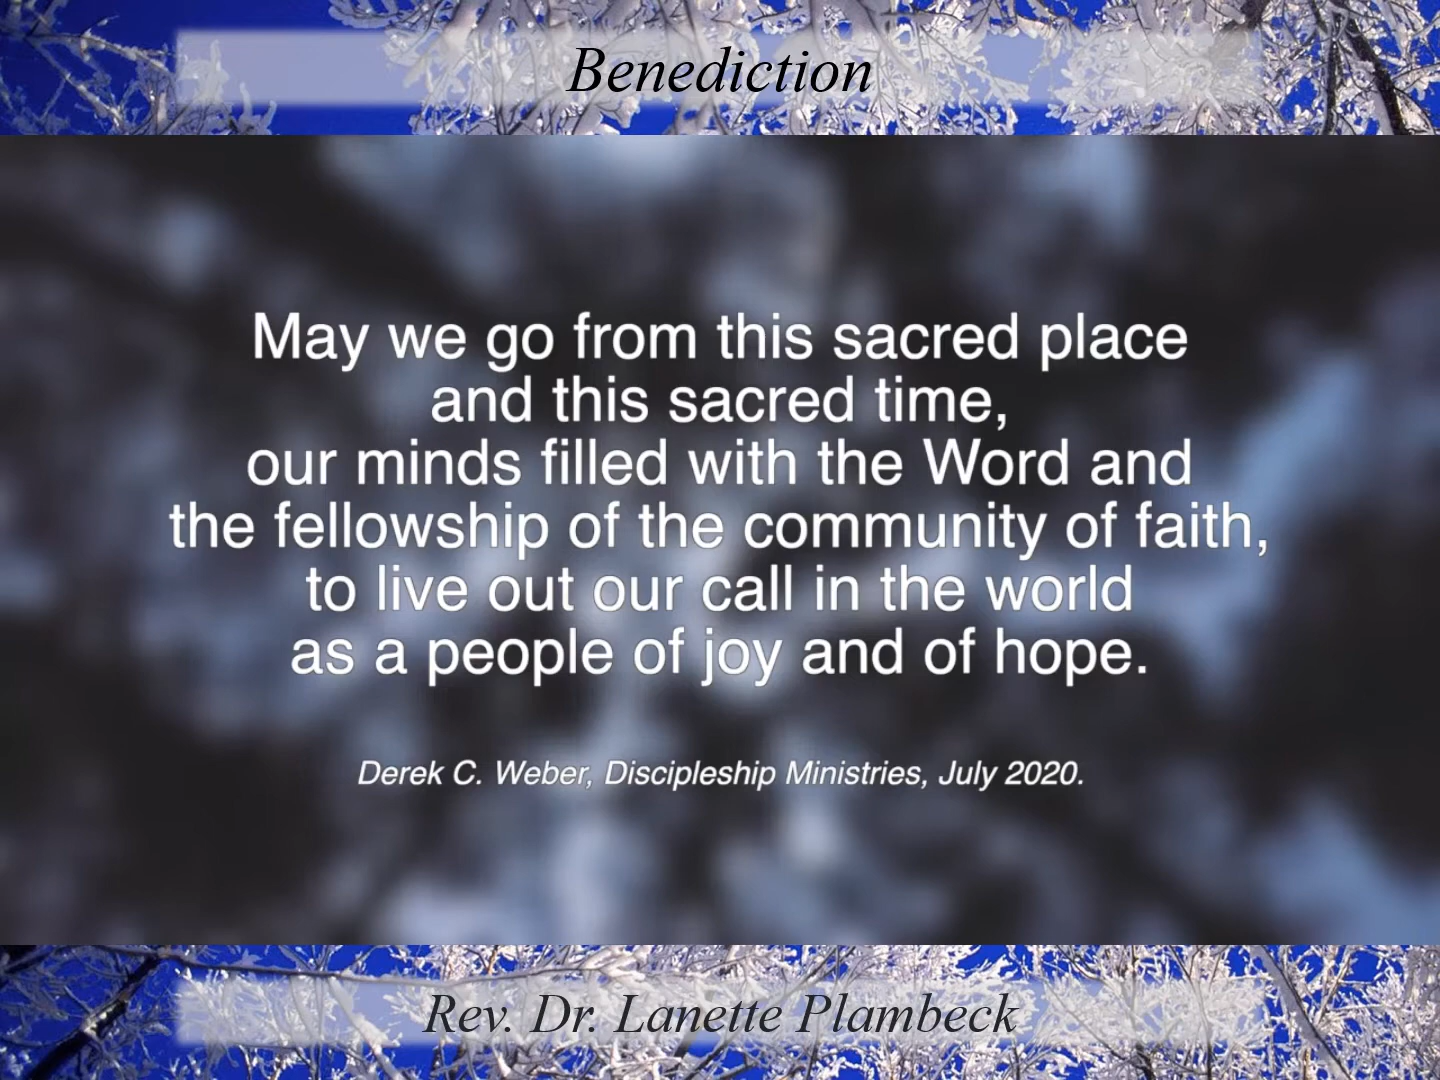 Benediction
May we go from this sacred place
and this sacred time,
our minds filled with the Word and
the fellowship of the community of faith,
to live out our call in the world
as a people of joy and of hope.
Derek C. Weber, Discipleship Ministries, July 2020.
Rev. Dr. Lanette Plambeck